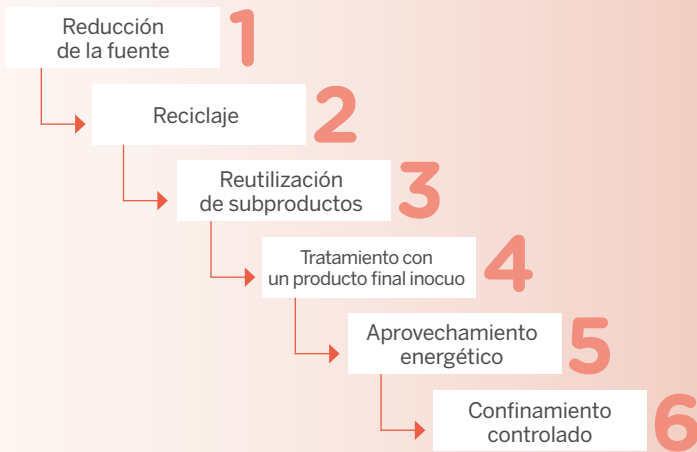 Reducción
de la fuente
1
Reciclaje
2
Reutilización
de subproductos
3
Tratamiento con
un producto final inocuo
4
Aprovechamiento
energético
5
Confinamiento
controlado
6